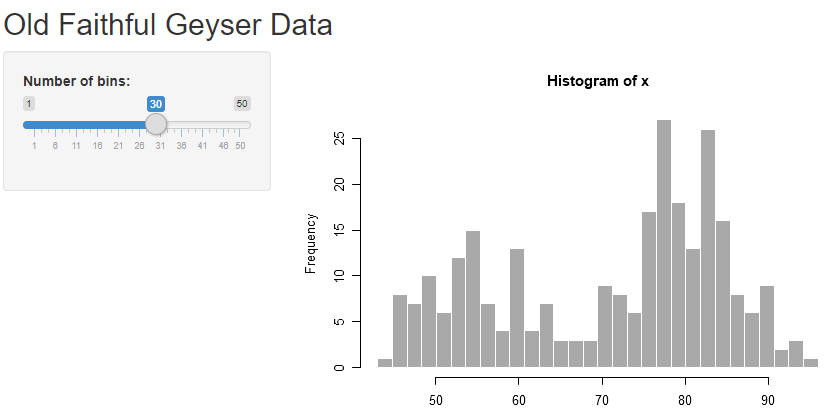 Old Faithful Geyser Data
Number of bins:
1 30 50
1 6 11 16 21 26 31 36 41 46 50
Histogram of x
Frequency
25
20
15
10
5
0
50 60 70 80 90